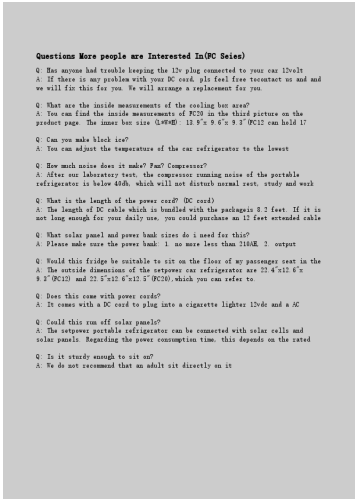 Questions More people are Interested In(FC Seies)
Q: Has anyone had trouble keeping the 12v plug connected to your car 12volt
A: If there is any problem with your DC cord, pls feel free tocontact us and and
we will fix this for you. We will arrange a replacement for you.
Q: What are the inside measurements of the cooling box area?
A: You can find the inside measurements of FC20 in the third picture on the
product page. The inner box size (L*W*H): 13.9"x 9.6"x 9.3"(FC12 can hold 17
Q: Can you make block ice?
A: You can adjust the temperature of the car refrigerator to the lowest
Q: How much noise does it make? Fan? Compressor?
A: After our laboratory test, the compressor running noise of the portable
refrigerator is below 40db, which will not disturb normal rest, study and work
Q: What is the length of the power cord? (DC cord)
A: The length of DC cable which is bundled with the packageis 8.2 feet. If it is
not long enough for your daily use, you could purchase an 12 feet extendable cable
Q: What solar panel and power bank sizes do i need for this?
A: Please make sure the power bank: 1. no more less than 210AH, 2. output
Q: Would this fridge be suitable to sit on the floor of my passenger seat in the
A: The outside dimensions of the setpower car refrigerator are 22.4"x12.6"x
9.3"(FC12) and 22.5"x12.6"x12.5"(FC20),which you can refer to.
Q: Does this come with power cords?
A: It comes with a DC cord to plug into a cigarette lighter 12vdc and a AC
Q: Could this run off solar panels?
A: The setpower portable refrigerator can be connected with solar cells and
solar panels. Regarding the power consumption time, this depends on the rated
Q: Is it sturdy enough to sit on?
A: We do not recommend that an adult sit directly on it